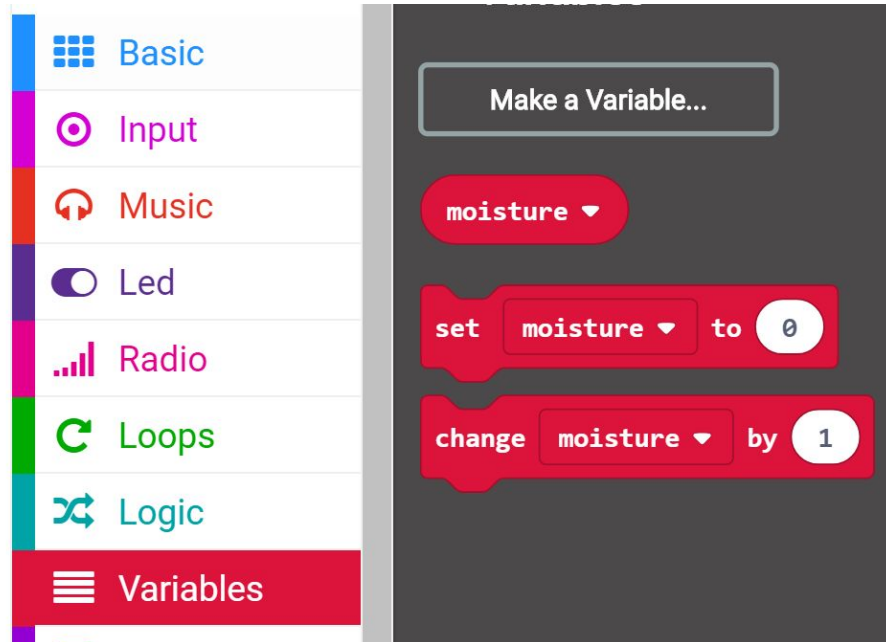 Basic
Input
Music
Led
Radio
Loops
Logic
Variables
Make a Variable...
moisture
set moisture to 0
change moisture by 1